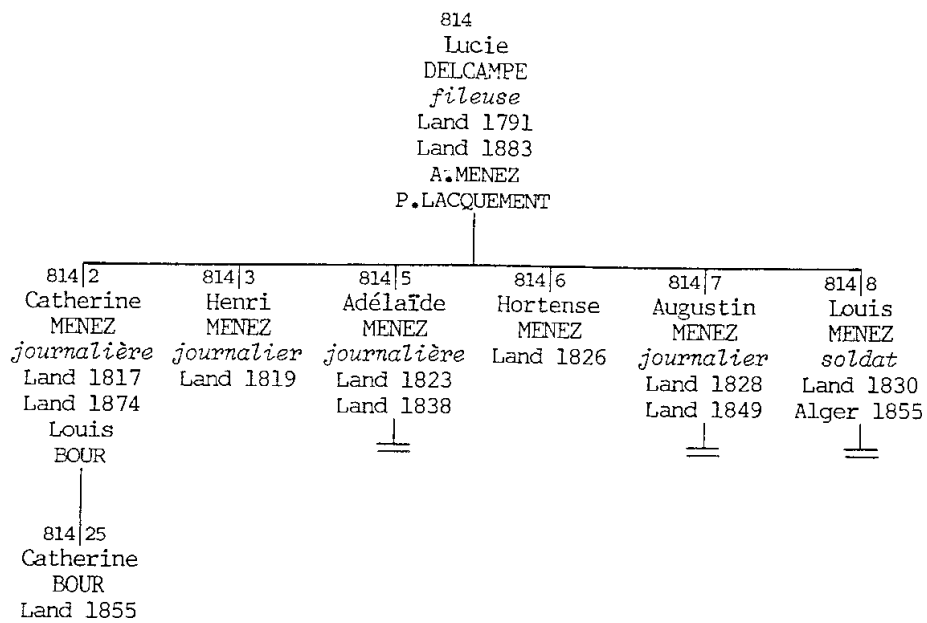 814
Lucie
DELCAMPE
fileuse
Land 1791
Land 1883
A.MENEZ
P.LACQUEMENT
814|2
Catherine
MENEZ
journalière
Land 1817
Land 1874
Louis
BOUR
814|25
Catherine
BOUR
Land 1855
814|3
Henri
MENEZ
journalier
Land 1819
814|5
Adélaïde
MENEZ
journalière
Land 1823
Land 1838
814|6
Hortense
MENEZ
Land 1826
814|7
Augustin
MENEZ
journalier
Land 1828
Land 1849
814|8
Louis
MENEZ
soldat
Land 1830
Alger 1855